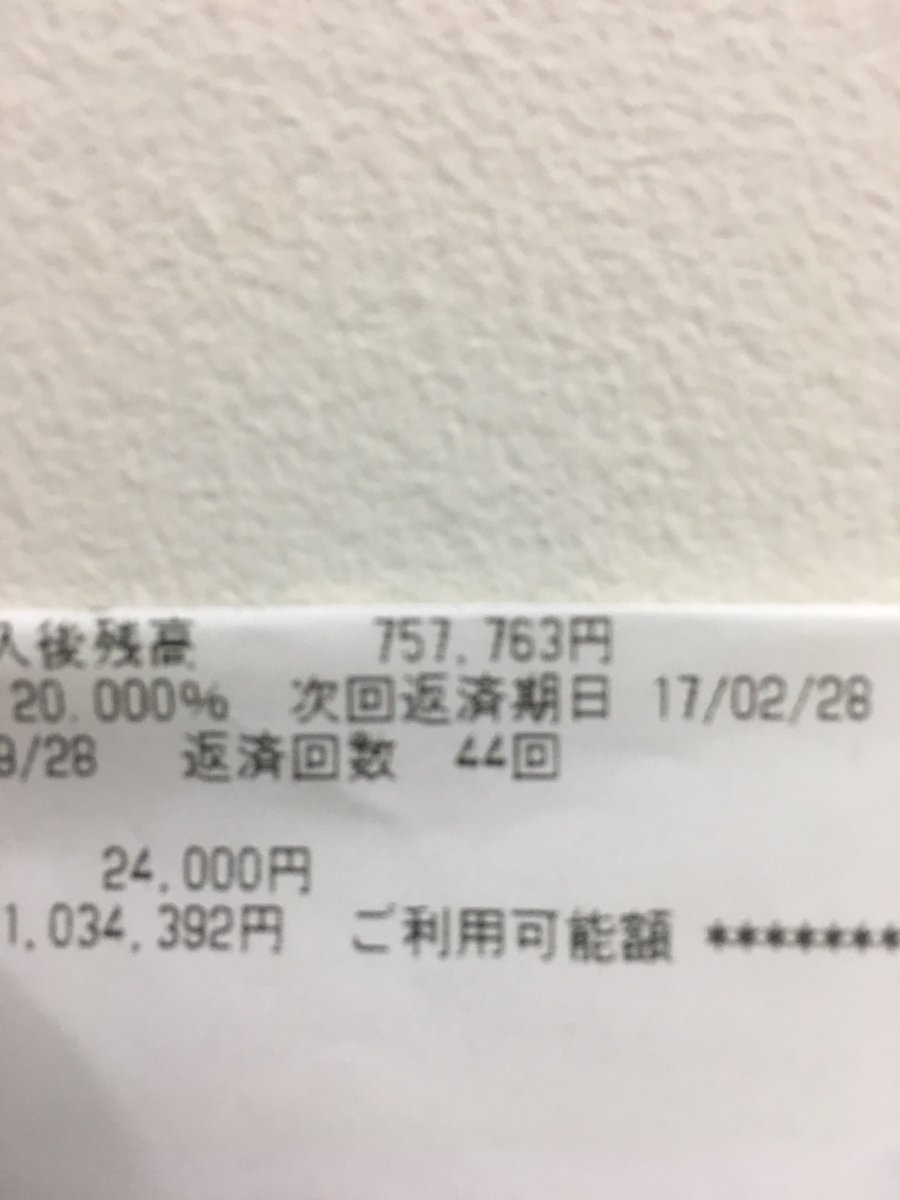 入後残高 757,763円
20.000% 次回返済期日 17/02/28
8/28 返済回数 44回
24,000円
1,034,392円 ご利用可能額 *******